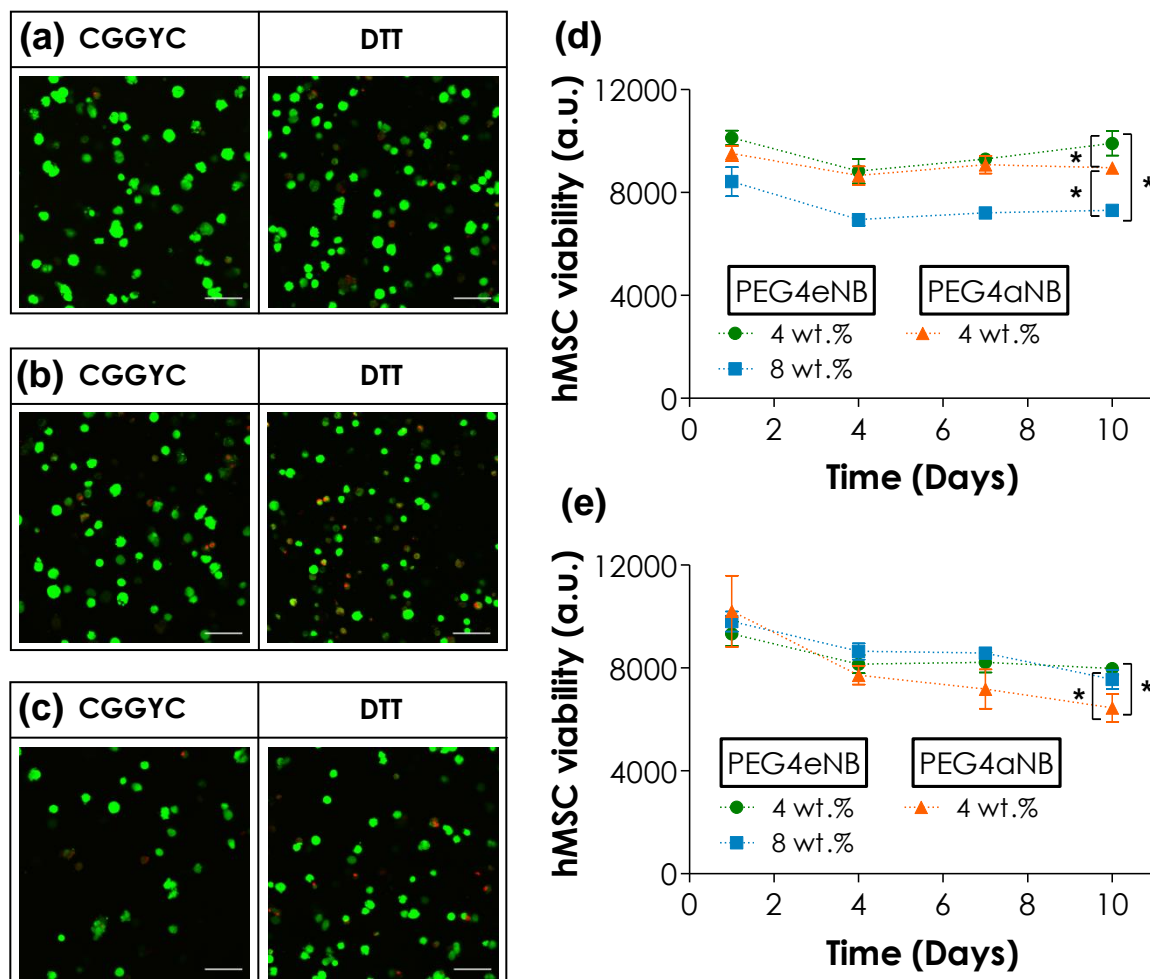 (a) CGGYC DTT
(b) CGGYC DTT
(c) CGGYC DTT
(d)
hMSC viability (a.u.)
12000
8000
4000
0
* * *
PEG4eNB PEG4aNB
4 wt.% 4 wt.%
8 wt.%
0 2 4 6 8 10
Time (Days)
(e)
hMSC viability (a.u.)
12000
8000
4000
0
* *
PEG4eNB PEG4aNB
4 wt.% 4 wt.%
8 wt.%
0 2 4 6 8 10
Time (Days)